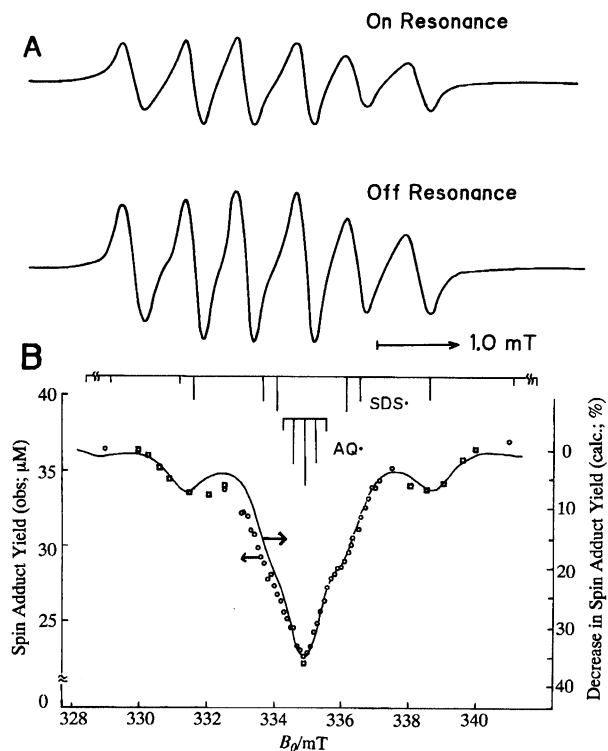 A
On Resonance
Off Resonance
1.0 mT
B
SDS·
AQ·
40
35
30
25
0
Spin Adduct Yield (obs; μM)
0
10
20
30
40
Decrease in Spin Adduct Yield (calc.; %)
328 330 332 334 336 338 340
B₀/mT